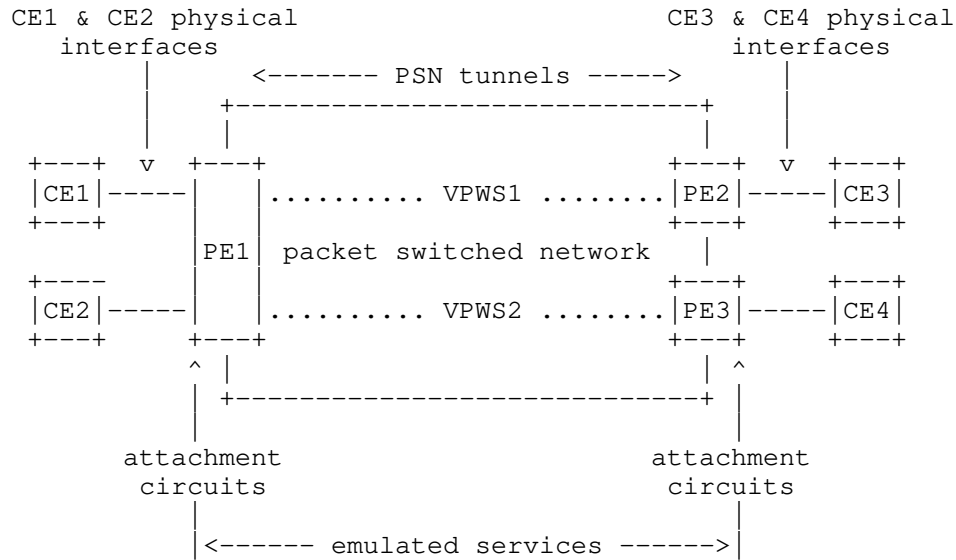 CE1 & CE2 physical CE3 & CE4 physical
interfaces interfaces
<------- PSN tunnels ----->
v v
CE1 VPWS1 PE2 CE3
PE1 packet switched network
CE2 VPWS2 PE3 CE4
^ ^
attachment attachment
circuits circuits
<------ emulated services ------>